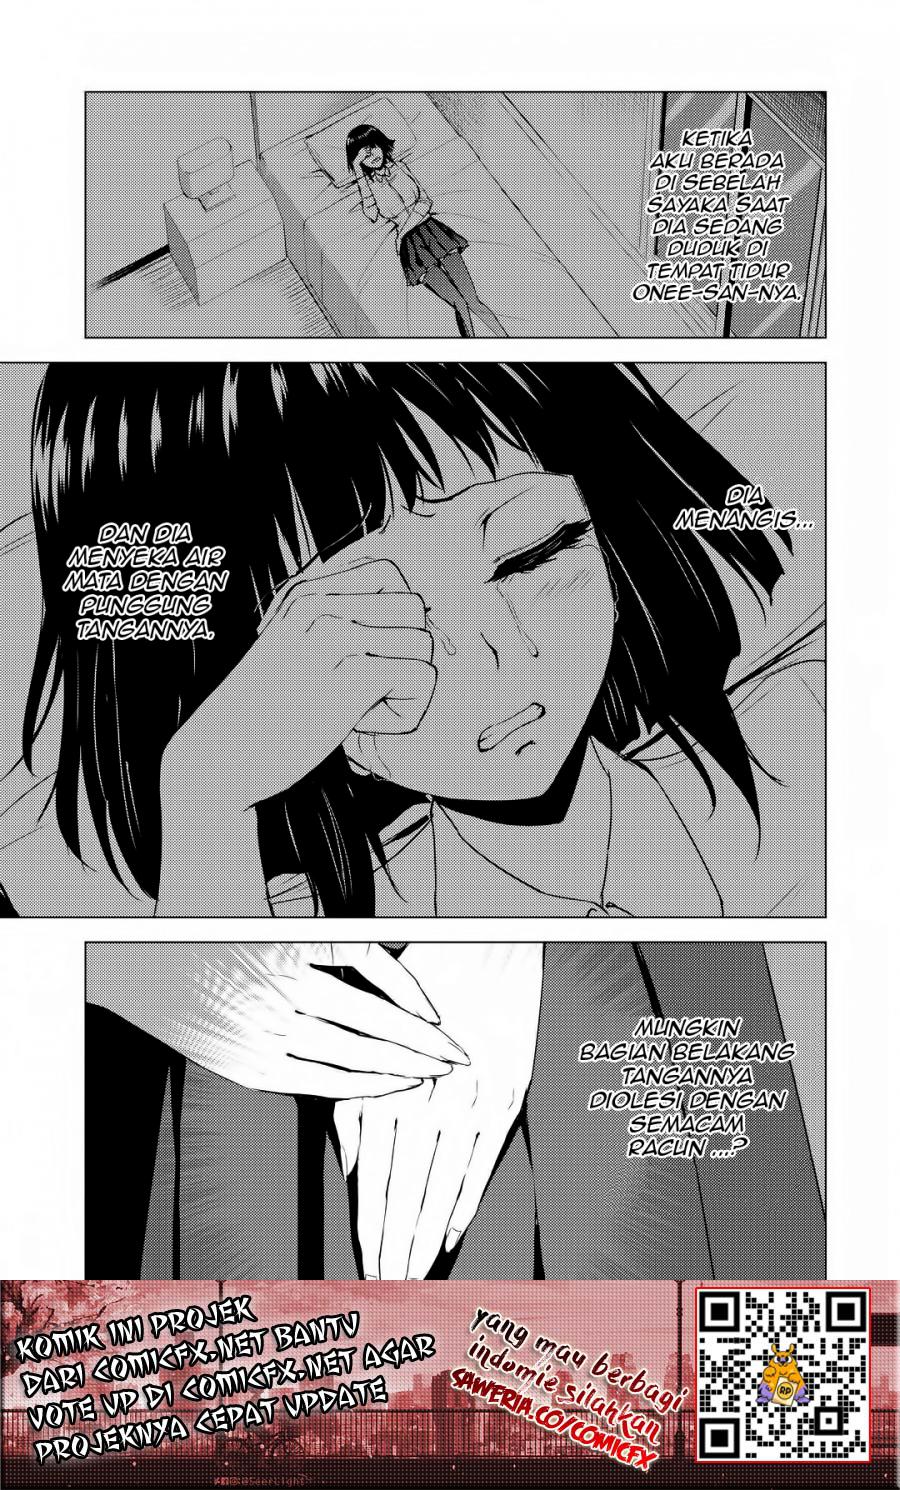 KETIKA
AKU BERADA
DI SEBELAH
SAYAKA SAAT
DIA SEDANG
DUDUK DI
TEMPAT TIDUR
ONEE-SAN-NYA.
DIA
MENANGIS...
DAN DIA
MENYEKA AIR
MATA DENGAN
PUNGGUNG
TANGANNYA.
MUNGKIN
BAGIAN BELAKANG
TANGANNYA
DIOLESI DENGAN
SEMACAM
RACUN ...?
KOMIK INI PROJEK
DARI COMICFX.NET BANTU
VOTE UP DI COMICFX.NET AGAR
PROJEKNYA CEPAT UPDATE
yang mau berbagi
indomie silahkan
SAWERIA.CO/COMICFX
@SeerLight